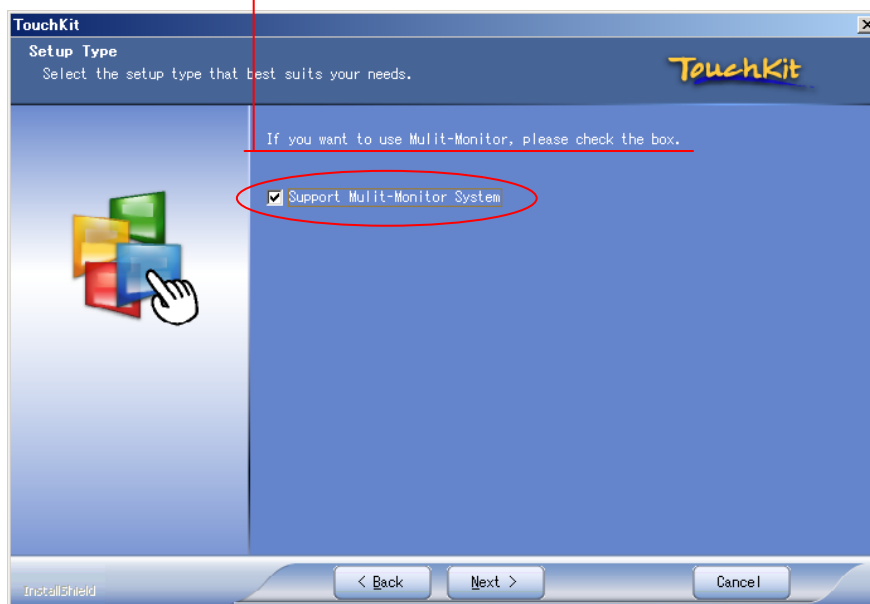 TouchKit
Setup Type
Select the setup type that best suits your needs.
TouchKit
If you want to use Mulit-Monitor, please check the box.
Support Mulit-Monitor System
InstallShield
< Back
Next >
Cancel